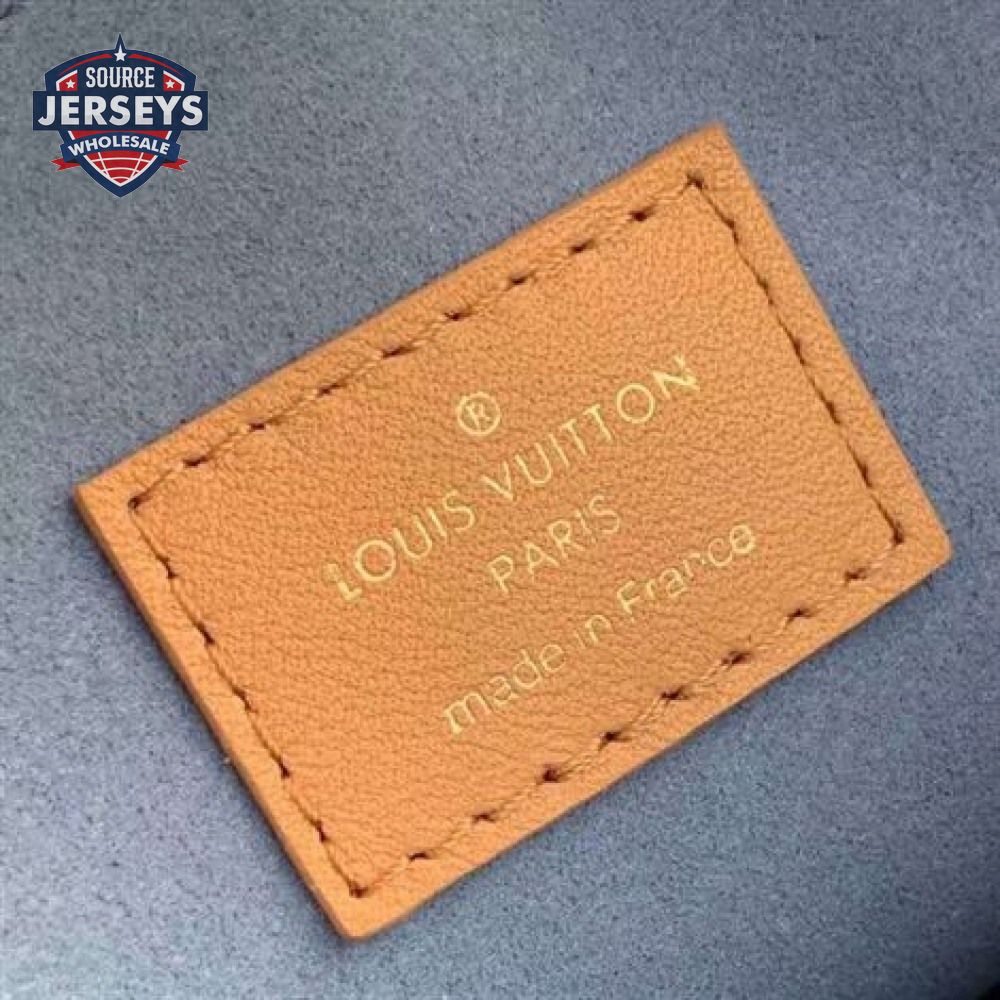 SOURCE
JERSEYS
WHOLESALE
®
LOUIS VUITTON
PARIS
made in France